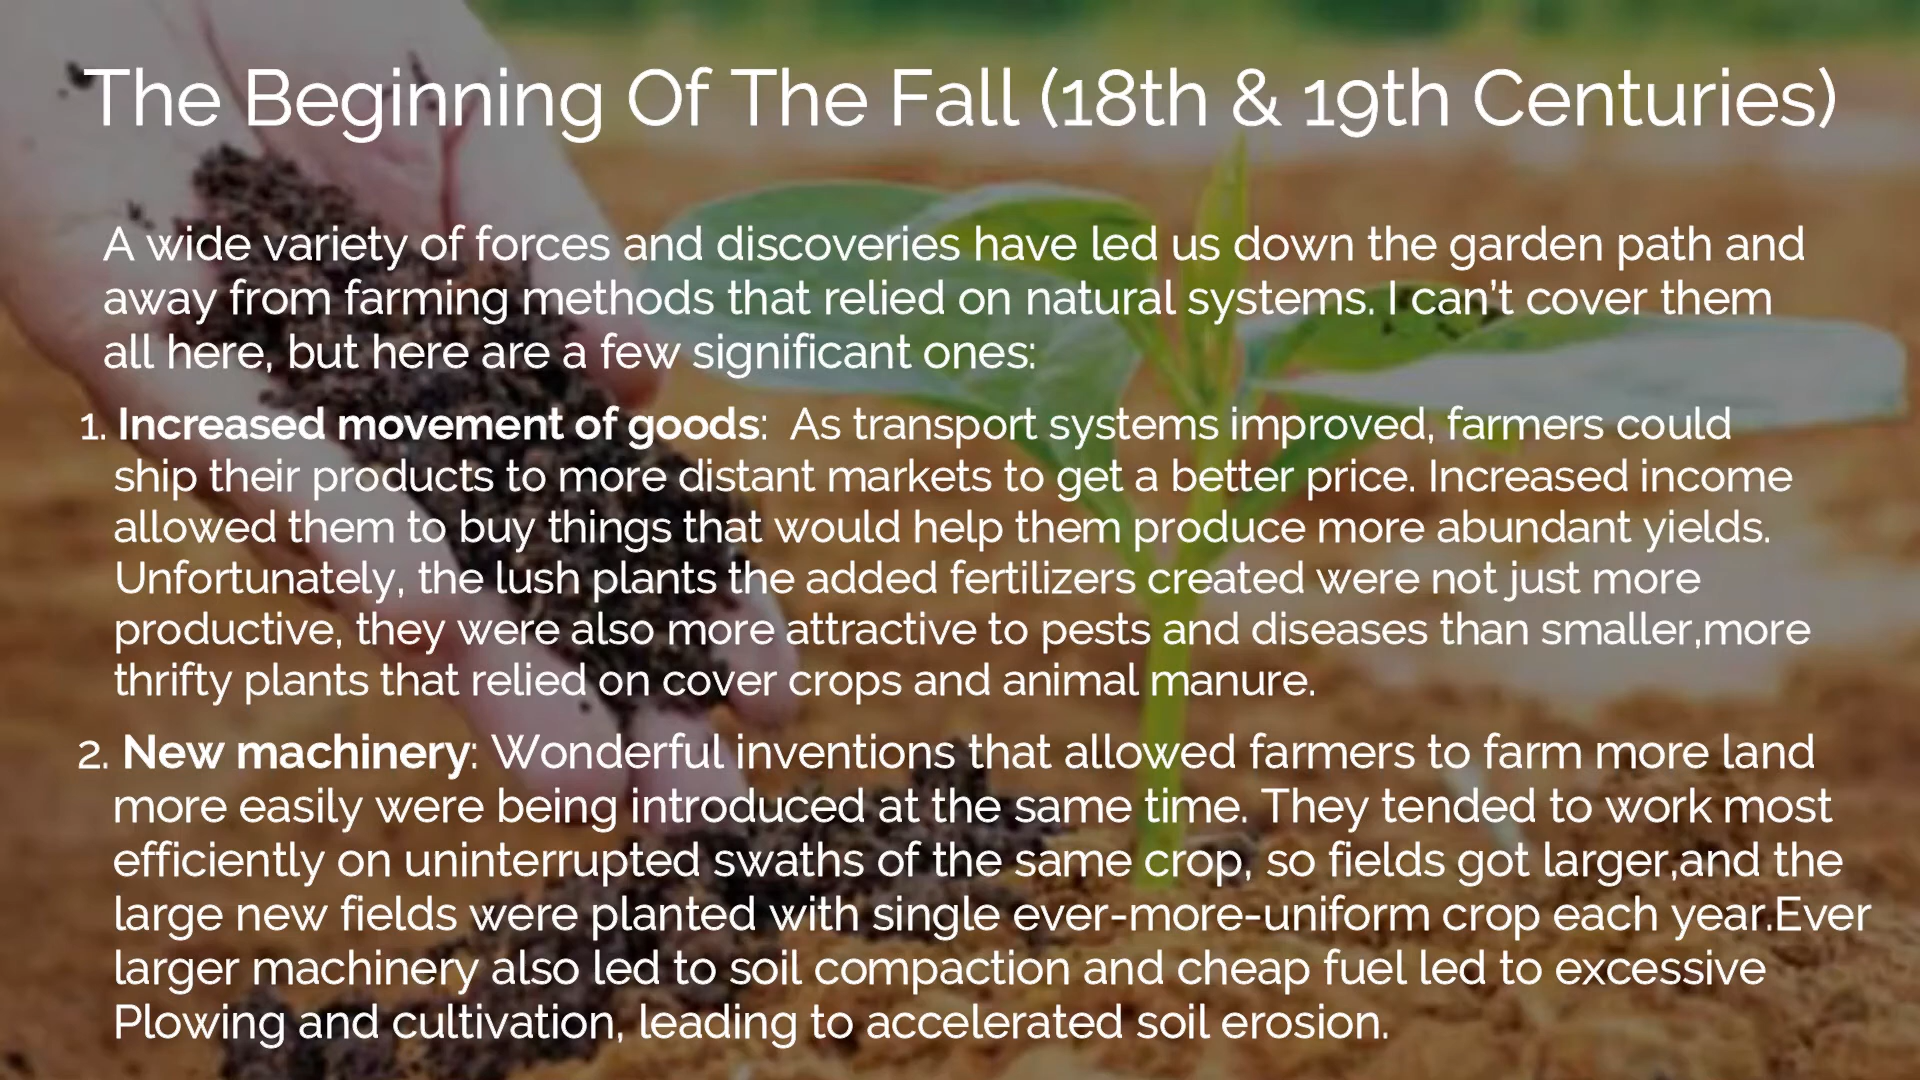 The Beginning Of The Fall (18th & 19th Centuries)
A wide variety of forces and discoveries have led us down the garden path and
away from farming methods that relied on natural systems. I can't cover them
all here, but here are a few significant ones:
1. Increased movement of goods:  As transport systems improved, farmers could
ship their products to more distant markets to get a better price. Increased income
allowed them to buy things that would help them produce more abundant yields.
Unfortunately, the lush plants the added fertilizers created were not just more
productive, they were also more attractive to pests and diseases than smaller,more
thrifty plants that relied on cover crops and animal manure.
2. New machinery: Wonderful inventions that allowed farmers to farm more land
more easily were being introduced at the same time. They tended to work most
efficiently on uninterrupted swaths of the same crop, so fields got larger,and the
large new fields were planted with single ever-more-uniform crop each year.Ever
larger machinery also led to soil compaction and cheap fuel led to excessive
Plowing and cultivation, leading to accelerated soil erosion.